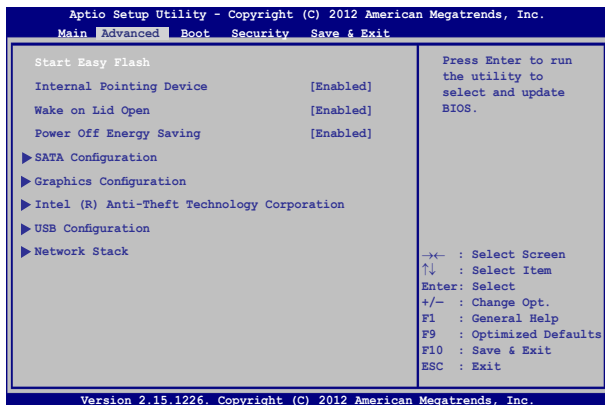 Aptio Setup Utility - Copyright (C) 2012 American Megatrends, Inc.
Main Advanced Boot Security Save & Exit
Start Easy Flash
Internal Pointing Device [Enabled]
Wake on Lid Open [Enabled]
Power Off Energy Saving [Enabled]
SATA Configuration
Graphics Configuration
Intel (R) Anti-Theft Technology Corporation
USB Configuration
Network Stack
Press Enter to run
the utility to
select and update
BIOS.
→← : Select Screen
↑↓ : Select Item
Enter: Select
+/— : Change Opt.
F1 : General Help
F9 : Optimized Defaults
F10 : Save & Exit
ESC : Exit
Version 2.15.1226. Copyright (C) 2012 American Megatrends, Inc.